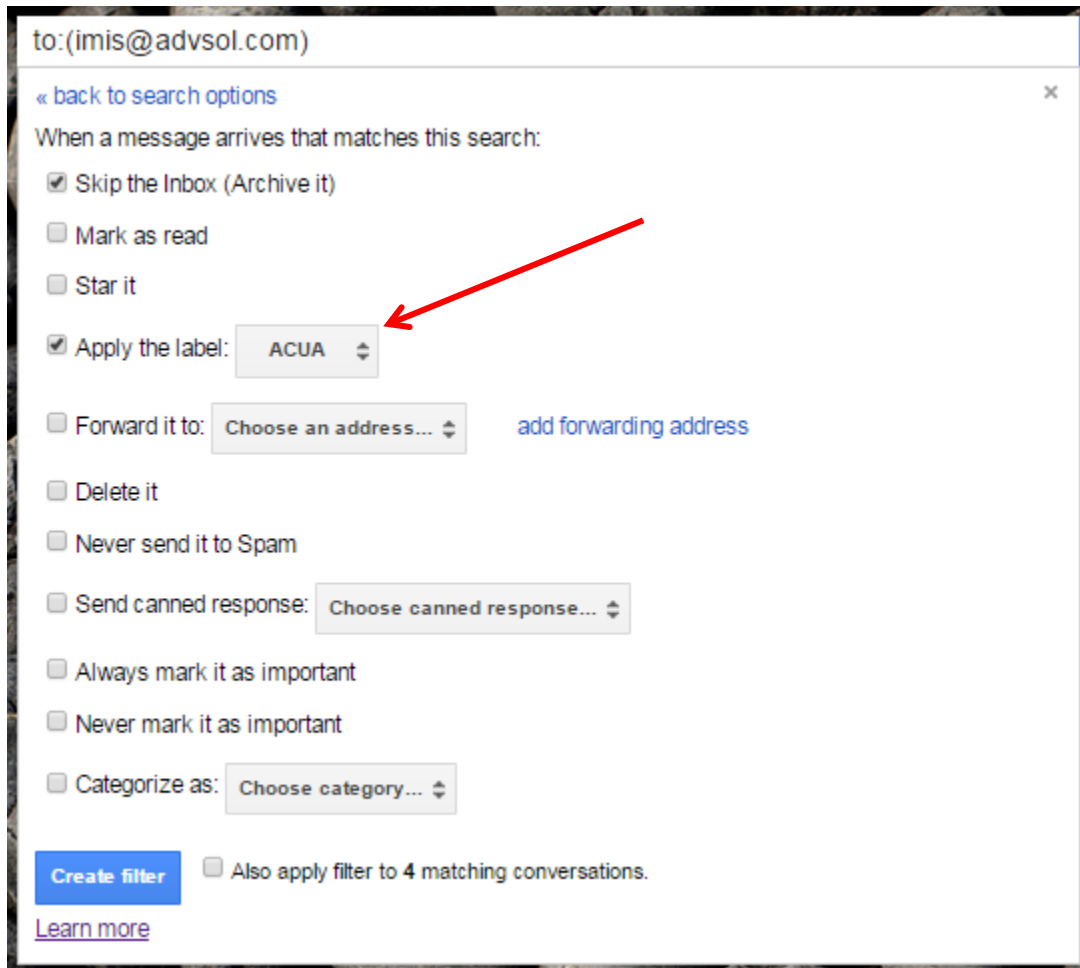 to:(imis@advsol.com)
« back to search options ×
When a message arrives that matches this search:
Skip the Inbox (Archive it)
Mark as read
Star it
Apply the label: ACUA
Forward it to: Choose an address... add forwarding address
Delete it
Never send it to Spam
Send canned response: Choose canned response...
Always mark it as important
Never mark it as important
Categorize as: Choose category...
Create filter Also apply filter to 4 matching conversations.
Learn more